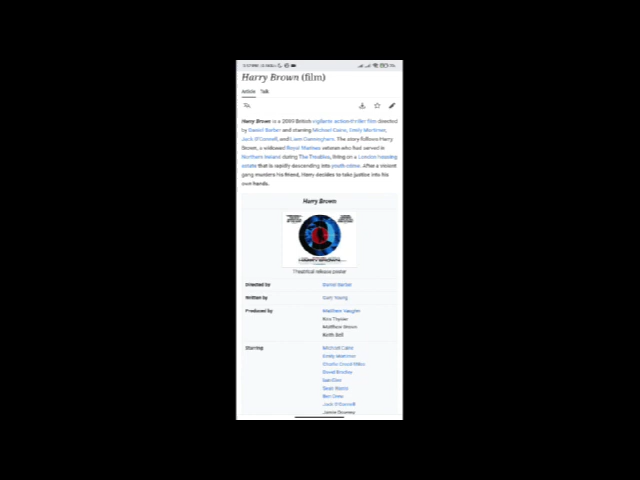 Harry Brown (film)
Article Talk
Harry Brown is a 2009 British vigilante action-thriller film directed
by Daniel Barber and starring Michael Caine, Emily Mortimer,
Jack O'Connell, and Liam Cunningham. The story follows Harry
Brown, a widowed Royal Marines veteran who had served in
Northern Ireland during The Troubles, living on a London housing
estate that is rapidly descending into youth crime. After a violent
gang murders his friend, Harry decides to take justice into his
own hands.
Harry Brown
Theatrical release poster
Directed by Daniel Barber
Written by Gary Young
Produced by Matthew Vaughn
Kris Thykier
Matthew Brown
Keith Bell
Starring Michael Caine
Emily Mortimer
Charlie Creed-Miles
David Bradley
Iain Glen
Sean Harris
Ben Drew
Jack O'Connell
Jamie Downey